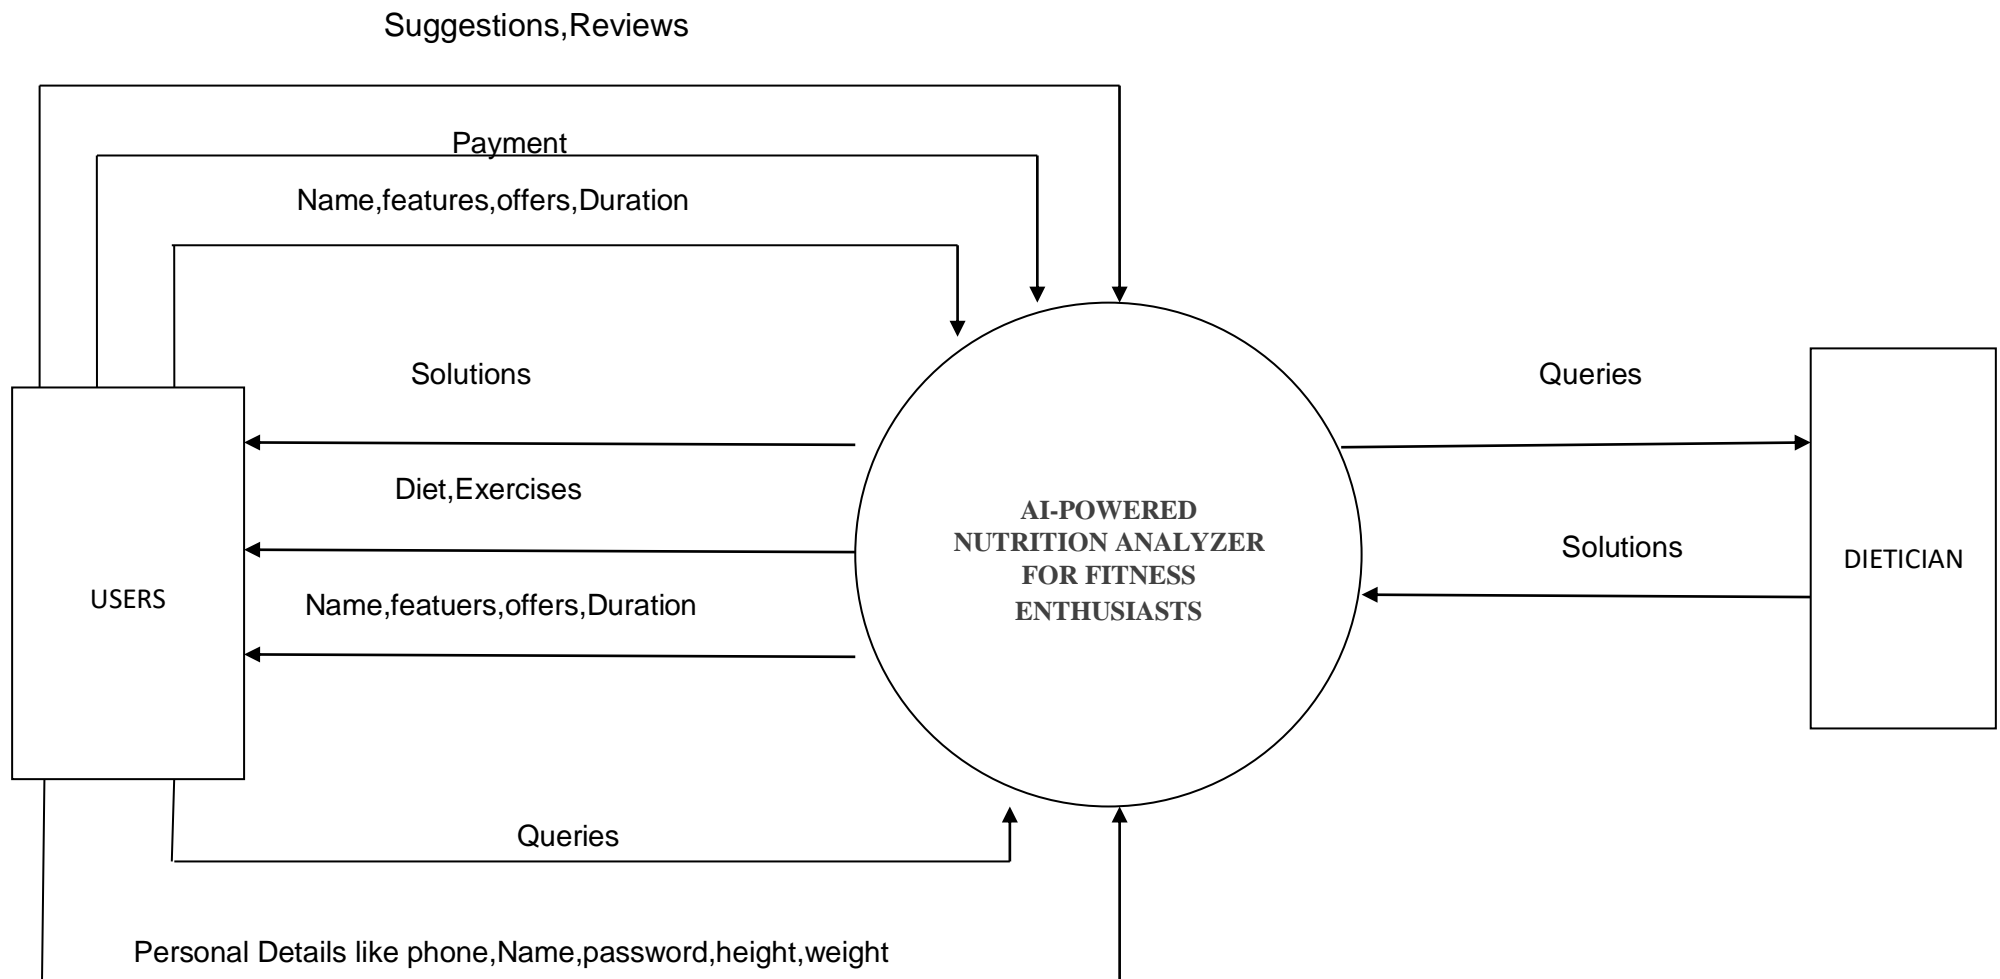 Suggestions,Reviews
Payment
Name,features,offers,Duration
Solutions
Queries
Diet,Exercises
AI-POWERED
NUTRITION ANALYZER
FOR FITNESS
ENTHUSIASTS
Solutions
DIETICIAN
USERS
Name,featuers,offers,Duration
Queries
Personal Details like phone,Name,password,height,weight